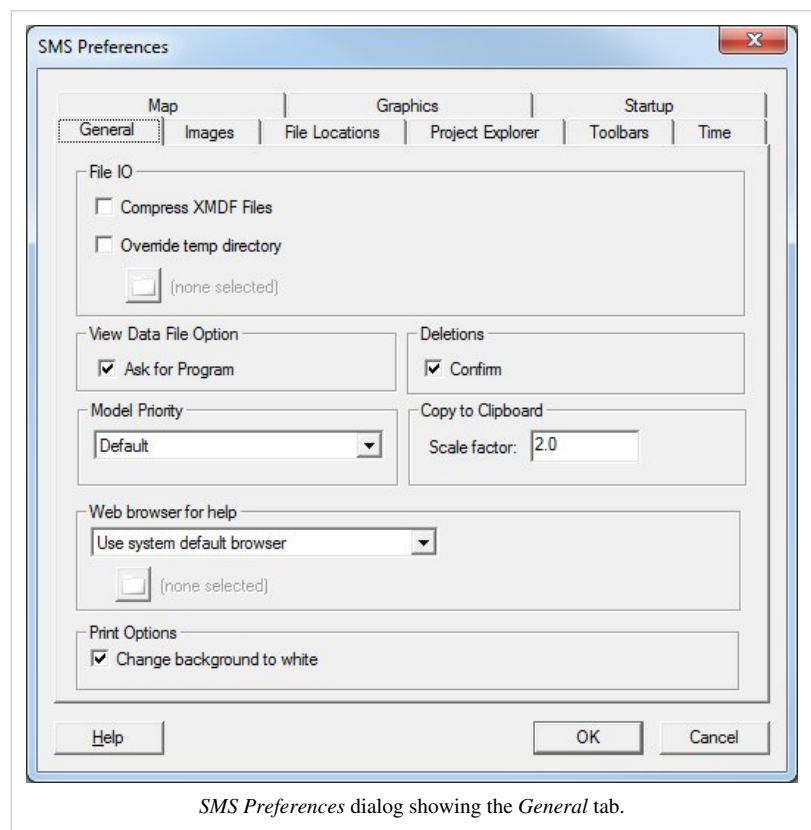 SMS Preferences
Map Graphics Startup
General Images File Locations Project Explorer Toolbars Time
File IO
Compress XMDF Files
Override temp directory
(none selected)
View Data File Option
Ask for Program
Deletions
Confirm
Model Priority
Default
Copy to Clipboard
Scale factor: 2.0
Web browser for help
Use system default browser
(none selected)
Print Options
Change background to white
Help OK Cancel
SMS Preferences dialog showing the General tab.